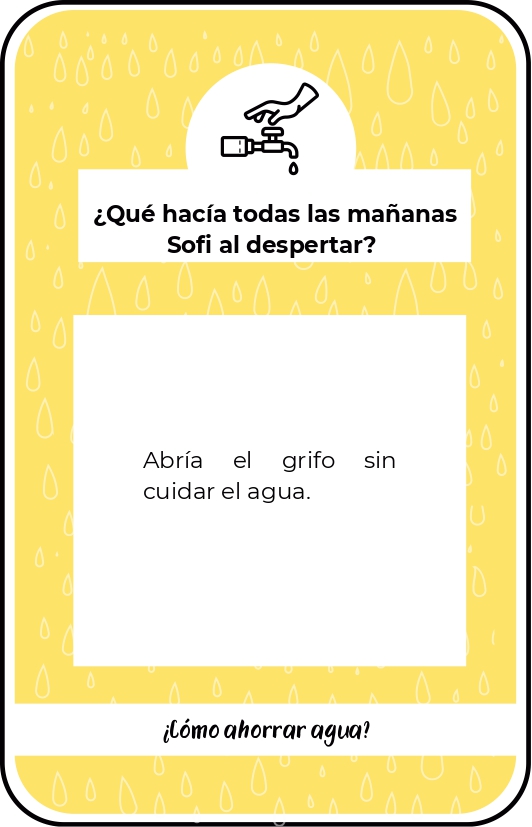 ¿Qué hacía todas las mañanas
Sofi al despertar?
Abría el grifo sin
cuidar el agua.
¿Cómo ahorrar agua?